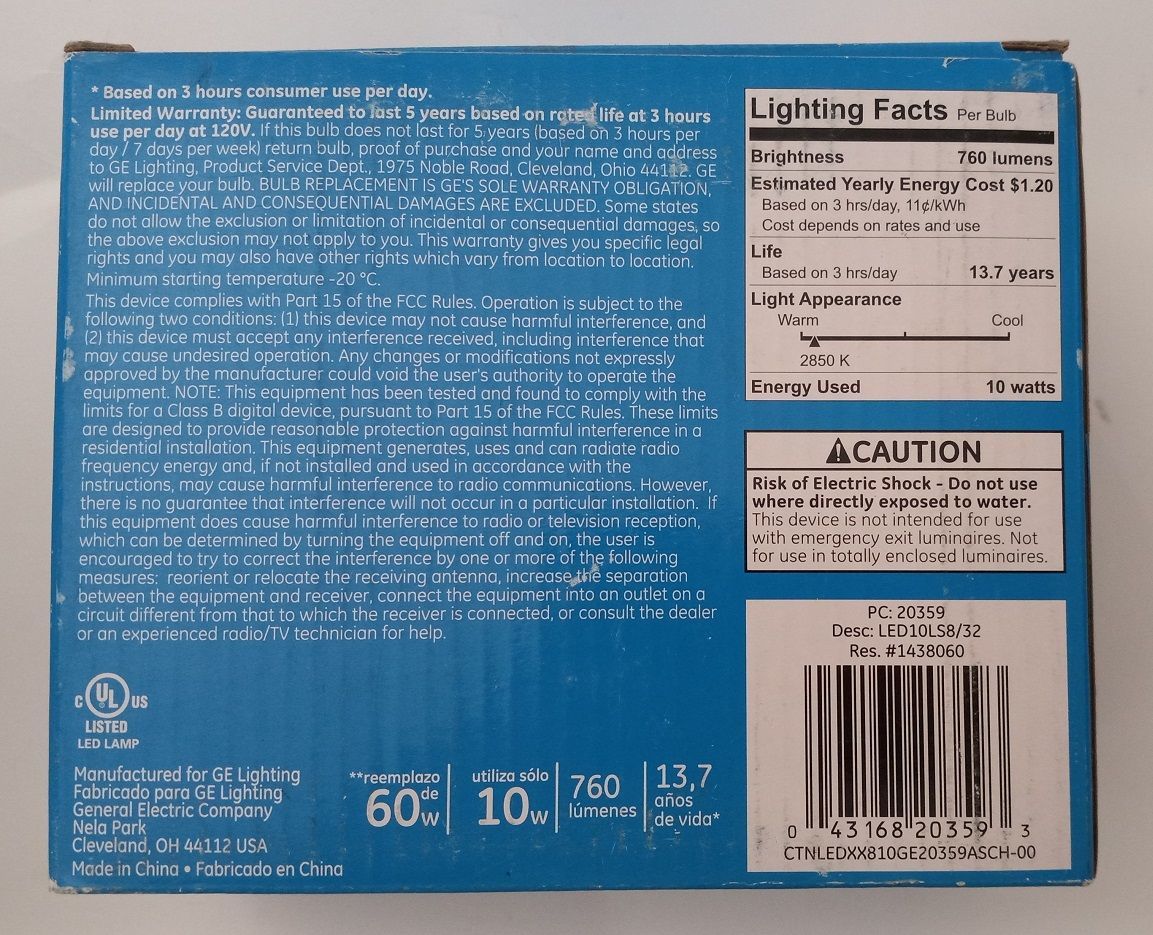 * Based on 3 hours consumer use per day.
Limited Warranty: Guaranteed to last 5 years based on rated life at 3 hours
use per day at 120V. If this bulb does not last for 5 years (based on 3 hours per
day / 7 days per week) return bulb, proof of purchase and your name and address
to GE Lighting, Product Service Dept., 1975 Noble Road, Cleveland, Ohio 44112. GE
will replace your bulb. BULB REPLACEMENT IS GE'S SOLE WARRANTY OBLIGATION,
AND INCIDENTAL AND CONSEQUENTIAL DAMAGES ARE EXCLUDED. Some states
do not allow the exclusion or limitation of incidental or consequential damages, so
the above exclusion may not apply to you. This warranty gives you specific legal
rights and you may also have other rights which vary from location to location.
Minimum starting temperature -20 °C.
This device complies with Part 15 of the FCC Rules. Operation is subject to the
following two conditions: (1) this device may not cause harmful interference, and
(2) this device must accept any interference received, including interference that
may cause undesired operation. Any changes or modifications not expressly
approved by the manufacturer could void the user's authority to operate the
equipment. NOTE: This equipment has been tested and found to comply with the
limits for a Class B digital device, pursuant to Part 15 of the FCC Rules. These limits
are designed to provide reasonable protection against harmful interference in a
residential installation. This equipment generates, uses and can radiate radio
frequency energy and, if not installed and used in accordance with the
instructions, may cause harmful interference to radio communications. However,
there is no guarantee that interference will not occur in a particular installation. If
this equipment does cause harmful interference to radio or television reception,
which can be determined by turning the equipment off and on, the user is
encouraged to try to correct the interference by one or more of the following
measures: reorient or relocate the receiving antenna, increase the separation
between the equipment and receiver, connect the equipment into an outlet on a
circuit different from that to which the receiver is connected, or consult the dealer
or an experienced radio/TV technician for help.
C UL US
LISTED
LED LAMP
Manufactured for GE Lighting
Fabricado para GE Lighting
General Electric Company
Nela Park
Cleveland, OH 44112 USA
Made in China • Fabricado en China
**reemplazo
de
60w
utiliza sólo
10w
760
lúmenes
13,7
años
de vida*
Lighting Facts Per Bulb
Brightness 760 lumens
Estimated Yearly Energy Cost $1.20
Based on 3 hrs/day, 11¢/kWh
Cost depends on rates and use
Life
Based on 3 hrs/day 13.7 years
Light Appearance
Warm Cool
2850 K
Energy Used 10 watts
CAUTION
Risk of Electric Shock - Do not use
where directly exposed to water.
This device is not intended for use
with emergency exit luminaires. Not
for use in totally enclosed luminaires.
PC: 20359
Desc: LED10LS8/32
Res. #1438060
0 43168 20359 3
CTNLEDXX810GE20359ASCH-00